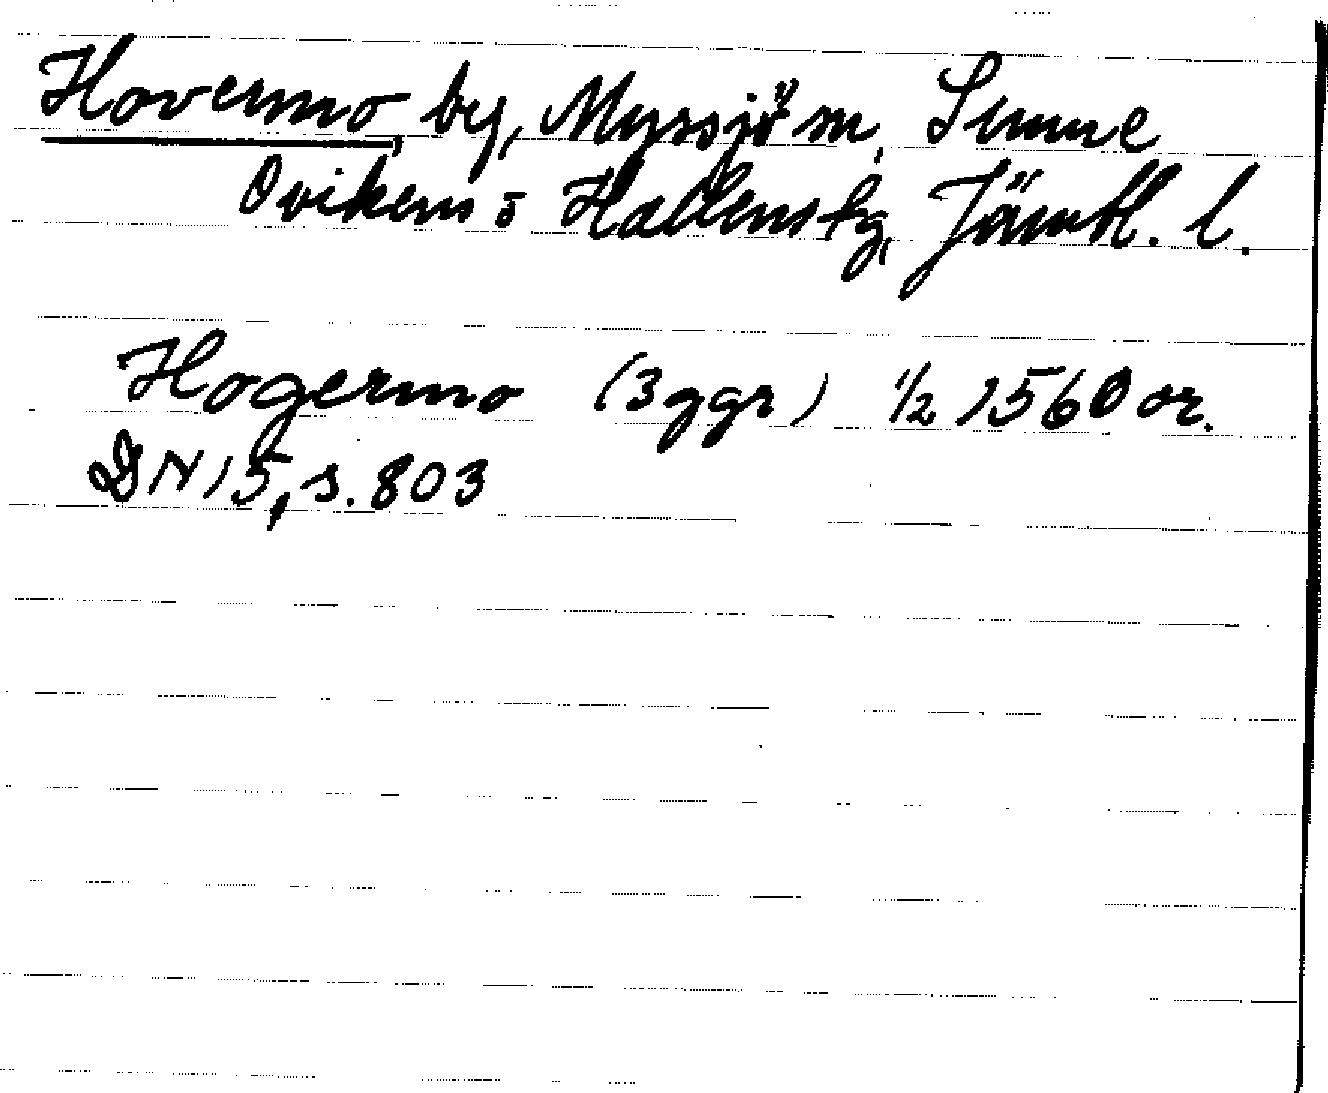 Hovermo, by, Myssjö sn, Sunne
Ovikens o Hallens tg, Jämtl. l.
Hogermo (3 ggr) 1/2 1560 or.
DN 15, s. 803